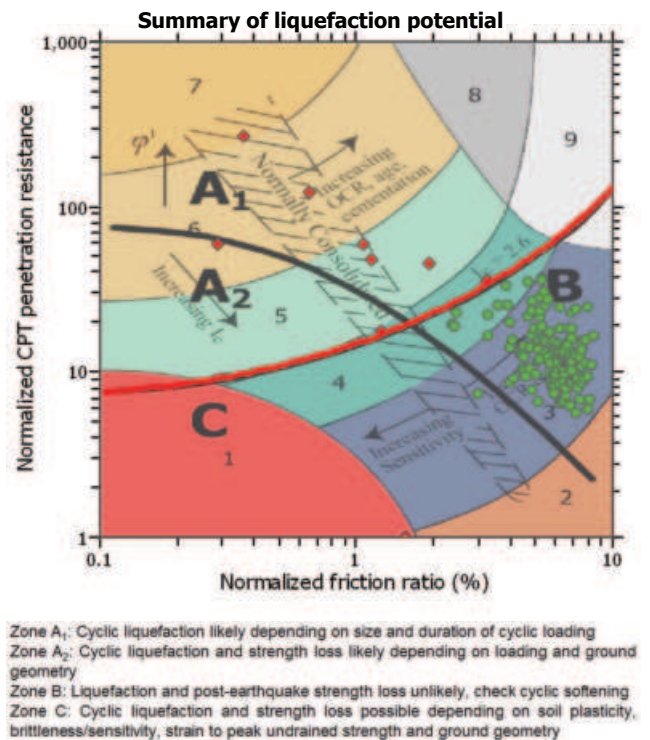 Summary of liquefaction potential
Normalized CPT penetration resistance
1,000
100
10
1
7
8
9
φ'
A1
Normally Consolidated
Increasing
OCR, age,
cementation
6
A2
Increasing Ic
5
= 2.6
B
4
C
1
Increasing
Sensitivity
3
2
0.1
1
10
Normalized friction ratio (%)
Zone A1: Cyclic liquefaction likely depending on size and duration of cyclic loading
Zone A2: Cyclic liquefaction and strength loss likely depending on loading and ground
geometry
Zone B: Liquefaction and post-earthquake strength loss unlikely, check cyclic softening
Zone C: Cyclic liquefaction and strength loss possible depending on soil plasticity,
brittleness/sensitivity, strain to peak undrained strength and ground geometry